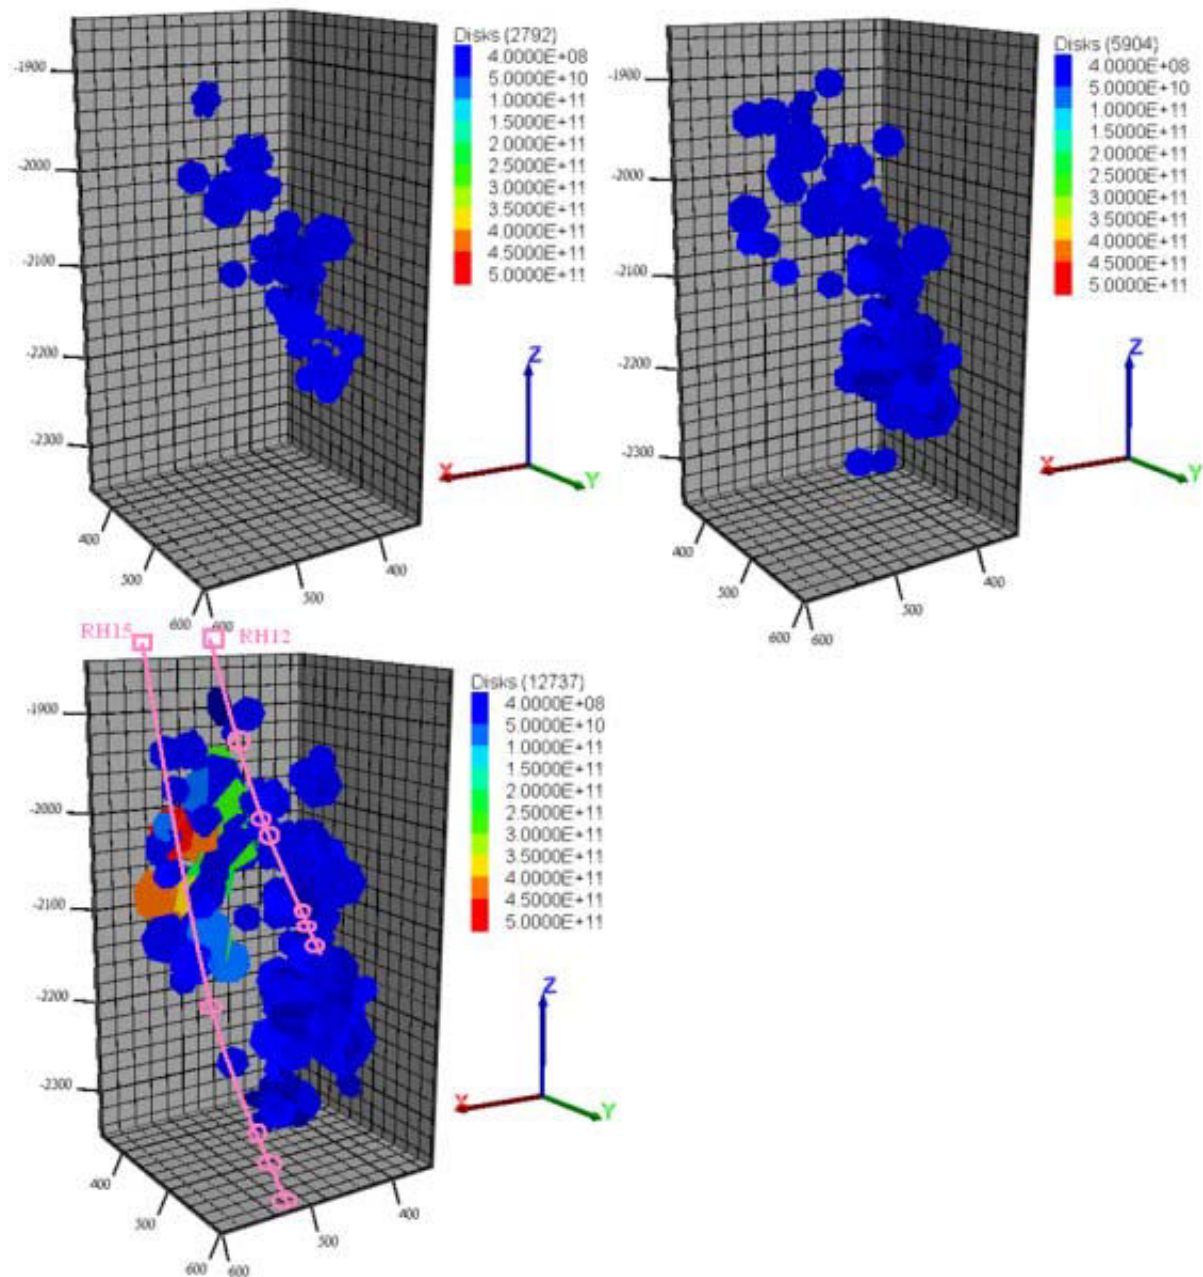 Disks (2792)
4.0000E+08
5.0000E+10
1.0000E+11
1.5000E+11
2.0000E+11
2.5000E+11
3.0000E+11
3.5000E+11
4.0000E+11
4.5000E+11
5.0000E+11
-1900
-2000
-2100
-2200
-2300
Z
X
Y
400
500
600
600
500
400
Disks (5904)
4.0000E+08
5.0000E+10
1.0000E+11
1.5000E+11
2.0000E+11
2.5000E+11
3.0000E+11
3.5000E+11
4.0000E+11
4.5000E+11
5.0000E+11
-1900
-2000
-2100
-2200
-2300
Z
X
Y
400
500
600
600
500
400
RH15
RH12
Disks (12737)
4.0000E+08
5.0000E+10
1.0000E+11
1.5000E+11
2.0000E+11
2.5000E+11
3.0000E+11
3.5000E+11
4.0000E+11
4.5000E+11
5.0000E+11
-1900
-2000
-2100
-2200
-2300
Z
X
Y
400
500
600
600
500
400